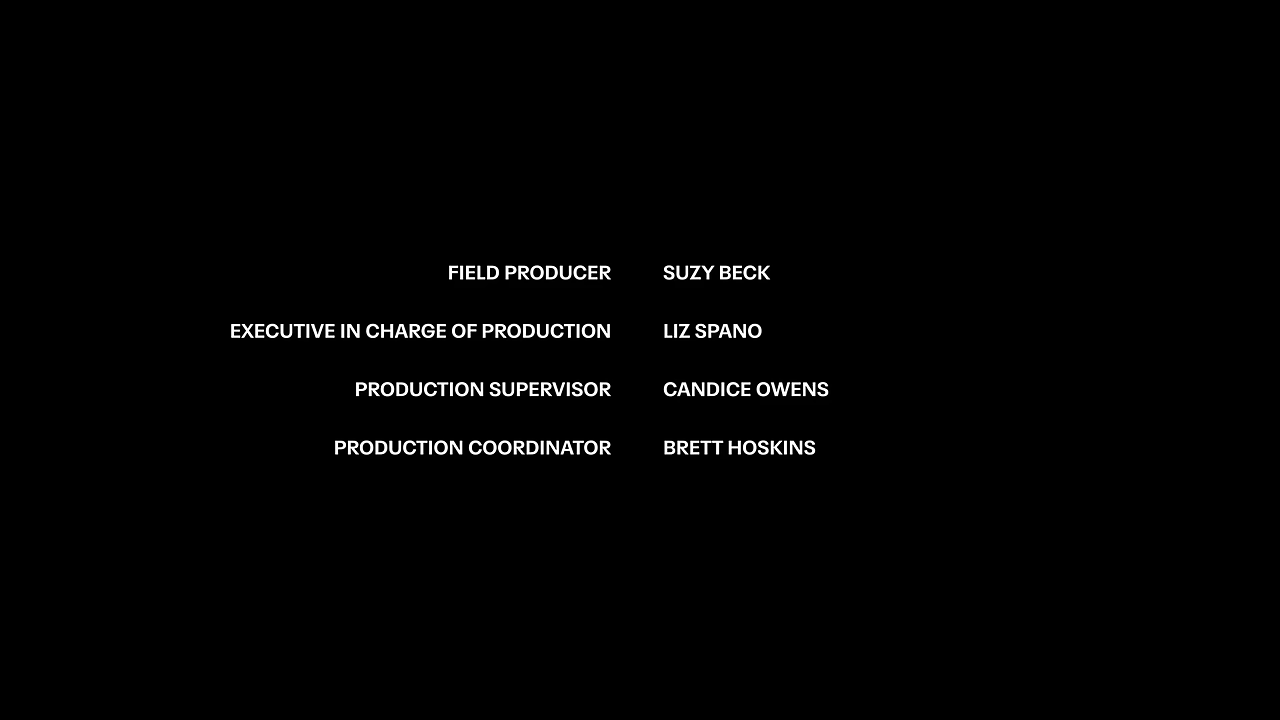 FIELD PRODUCER SUZY BECK
EXECUTIVE IN CHARGE OF PRODUCTION LIZ SPANO
PRODUCTION SUPERVISOR CANDICE OWENS
PRODUCTION COORDINATOR BRETT HOSKINS